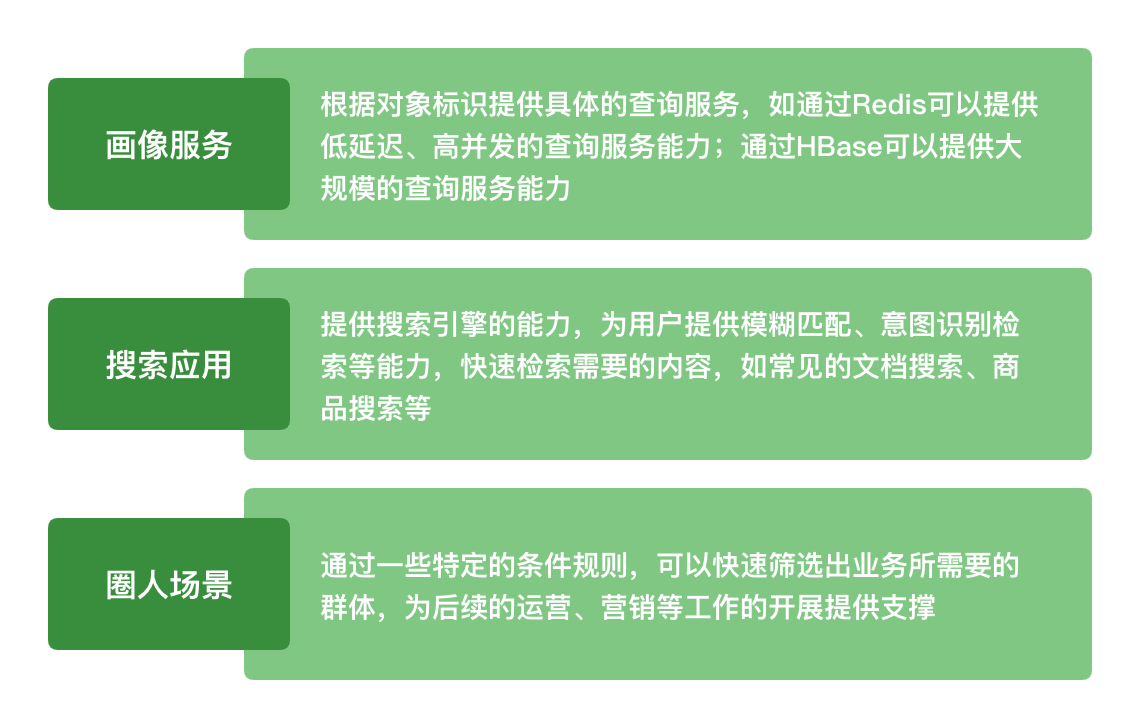 画像服务
根据对象标识提供具体的查询服务，如通过Redis可以提供
低延迟、高并发的查询服务能力；通过HBase可以提供大
规模的查询服务能力
搜索应用
提供搜索引擎的能力，为用户提供模糊匹配、意图识别检
索等能力，快速检索需要的内容，如常见的文档搜索、商
品搜索等
圈人场景
通过一些特定的条件规则，可以快速筛选出业务所需要的
群体，为后续的运营、营销等工作的开展提供支撑